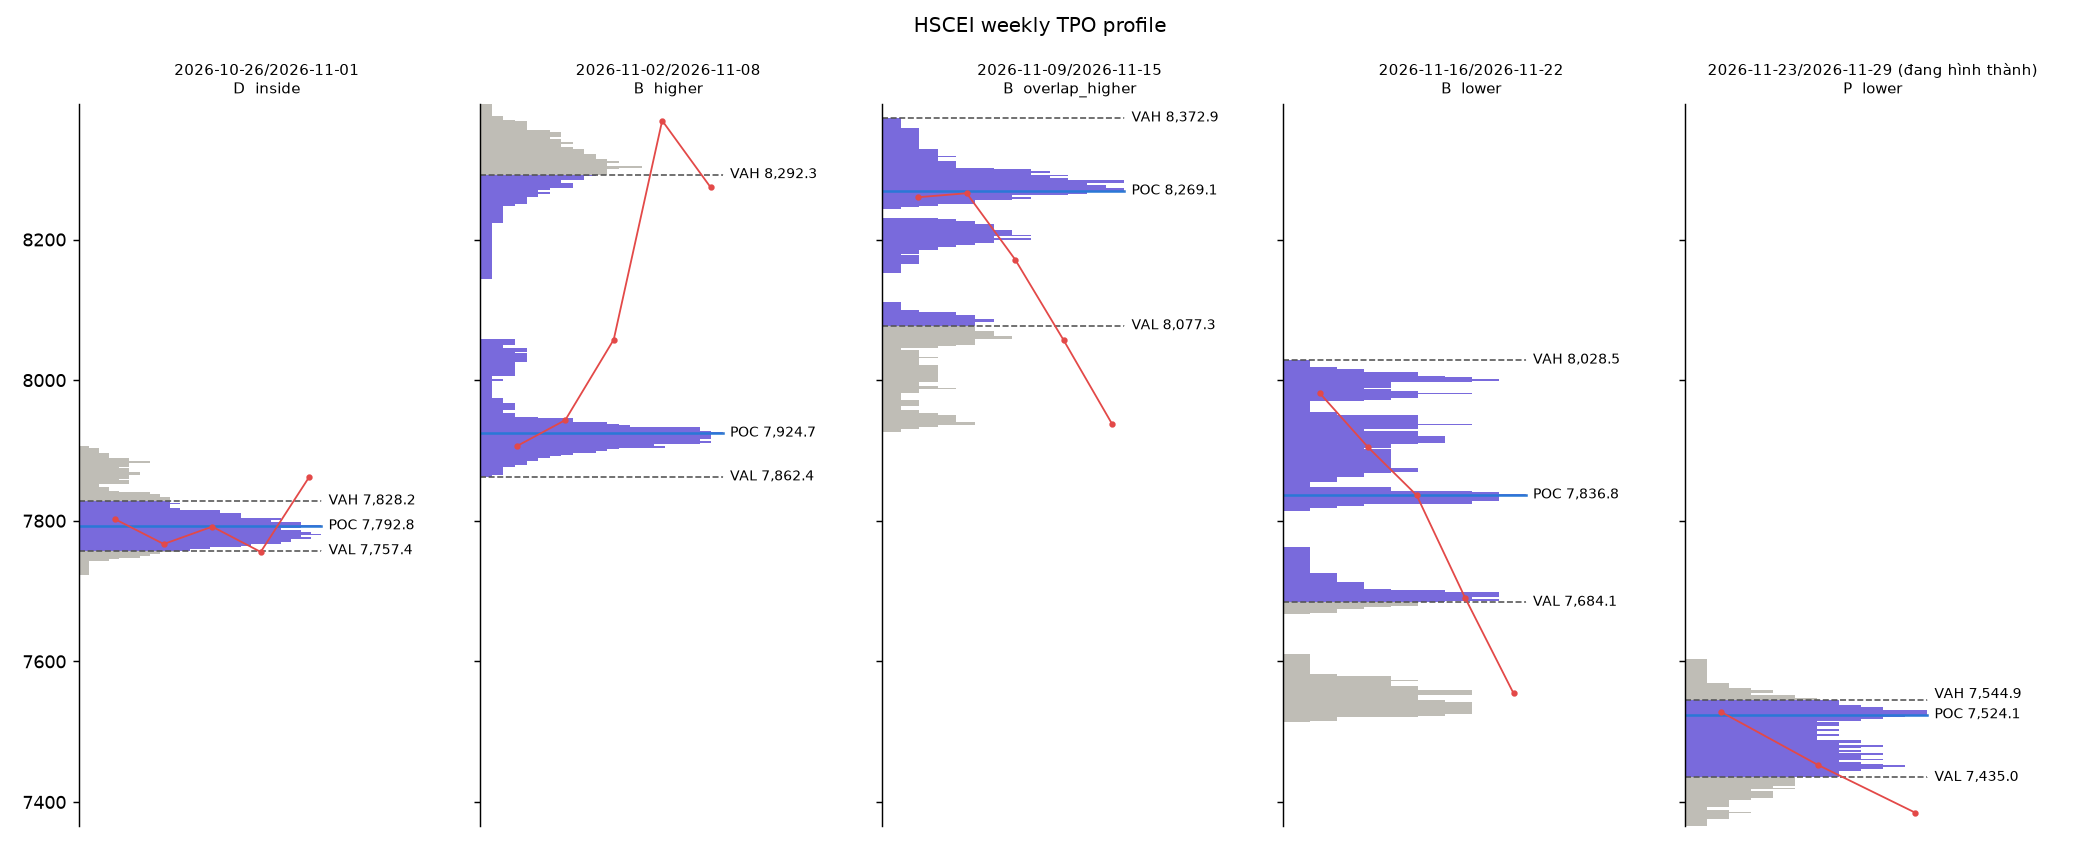 HSCEI weekly TPO profile
2026-10-26/2026-11-01
D  inside
2026-11-02/2026-11-08
B  higher
2026-11-09/2026-11-15
B  overlap_higher
2026-11-16/2026-11-22
B  lower
2026-11-23/2026-11-29 (đang hình thành)
P  lower
8200
8000
7800
7600
7400
VAH 7,828.2
POC 7,792.8
VAL 7,757.4
VAH 8,292.3
POC 7,924.7
VAL 7,862.4
VAH 8,372.9
POC 8,269.1
VAL 8,077.3
VAH 8,028.5
POC 7,836.8
VAL 7,684.1
VAH 7,544.9
POC 7,524.1
VAL 7,435.0